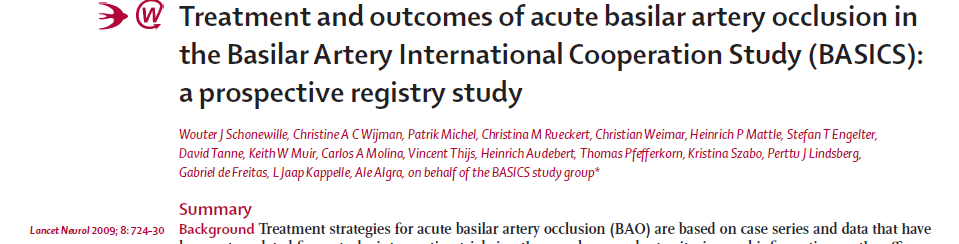 W
Treatment and outcomes of acute basilar artery occlusion in
the Basilar Artery International Cooperation Study (BASICS):
a prospective registry study
Wouter J Schonewille, Christine A C Wijman, Patrik Michel, Christina M Rueckert, Christian Weimar, Heinrich P Mattle, Stefan T Engelter,
David Tanne, Keith W Muir, Carlos A Molina, Vincent Thijs, Heinrich Audebert, Thomas Pfefferkorn, Kristina Szabo, Perttu J Lindsberg,
Gabriel de Freitas, L Jaap Kappelle, Ale Algra, on behalf of the BASICS study group*
Summary
Lancet Neurol 2009; 8: 724–30
Background Treatment strategies for acute basilar artery occlusion (BAO) are based on case series and data that have